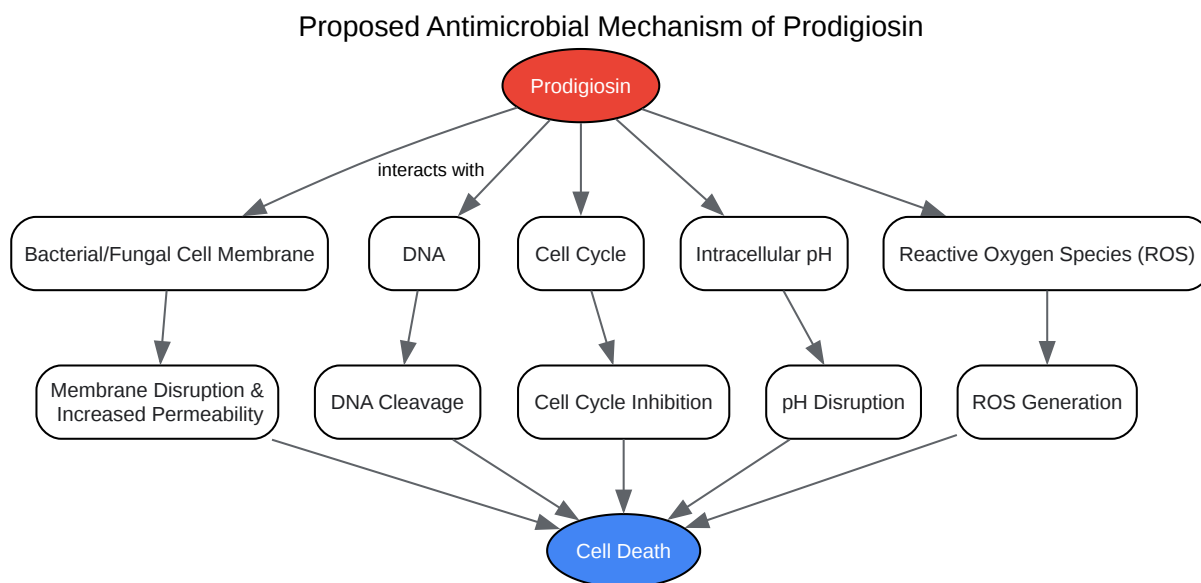 Proposed Antimicrobial Mechanism of Prodigiosin
Prodigiosin
interacts with
Bacterial/Fungal Cell Membrane
DNA
Cell Cycle
Intracellular pH
Reactive Oxygen Species (ROS)
Membrane Disruption &
Increased Permeability
DNA Cleavage
Cell Cycle Inhibition
pH Disruption
ROS Generation
Cell Death